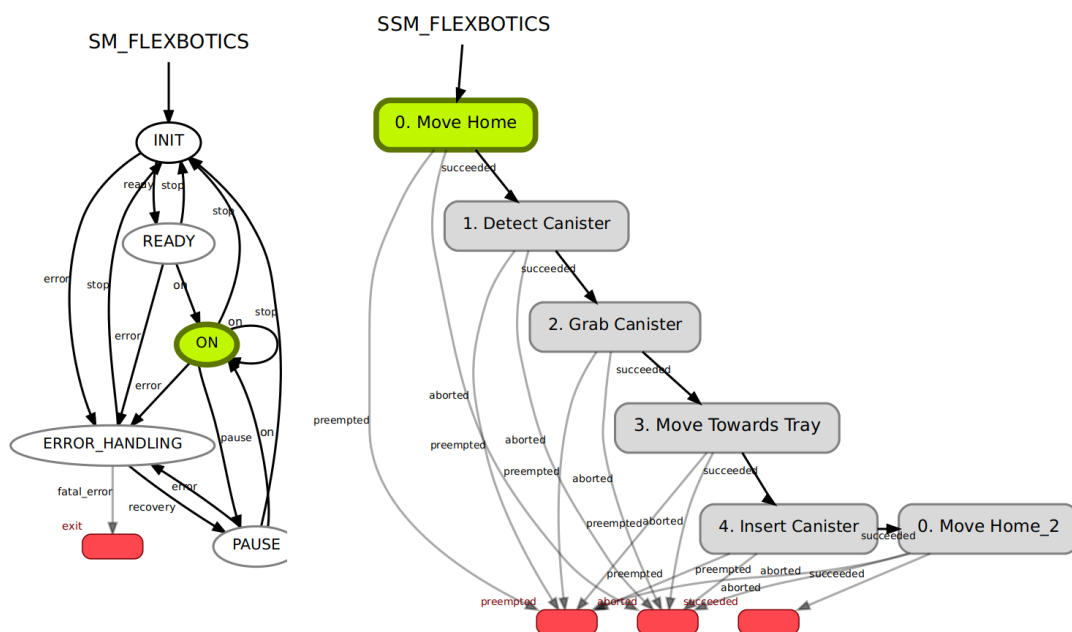 SM_FLEXBOTICS
INIT
ready
stop
stop
READY
error
stop
on
stop
error
on
ON
error
pause
on
ERROR_HANDLING
fatal_error
error
recovery
exit
PAUSE
SSM_FLEXBOTICS
0. Move Home
succeeded
1. Detect Canister
succeeded
2. Grab Canister
succeeded
preempted
aborted
3. Move Towards Tray
preempted
aborted
preempted
aborted
succeeded
4. Insert Canister
0. Move Home_2
preempted
aborted
succeeded
preempted
preempted
aborted
succeeded
aborted
preempted
aborted
succeeded